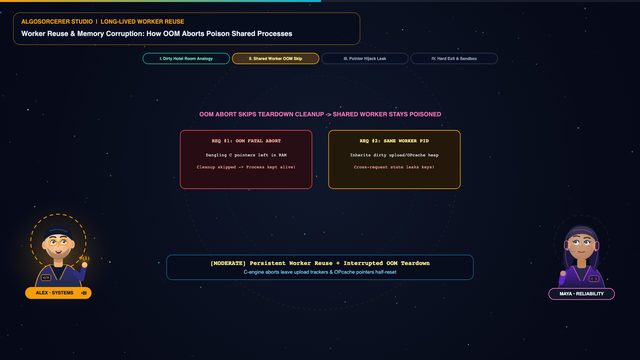 ALGOSORCERER STUDIO | LONG-LIVED WORKER REUSE
Worker Reuse & Memory Corruption: How OOM Aborts Poison Shared Processes
I. Dirty Hotel Room Analogy
II. Shared Worker OOM Skip
III. Pointer Hijack Leak
IV. Hard Exit & Sandbox
OOM ABORT SKIPS TEARDOWN CLEANUP -> SHARED WORKER STAYS POISONED
REQ #1: OOM FATAL ABORT
Dangling C pointers left in RAM
Cleanup skipped -> Process kept alive!
REQ #2: SAME WORKER PID
Inherits dirty upload/OPcache heap
Cross-request state leaks keys!
[MODERATE] Persistent Worker Reuse + Interrupted OOM Teardown
C-engine aborts leave upload trackers & OPcache pointers half-reset
ALEX - SYSTEMS
MAYA - RELIABILITY